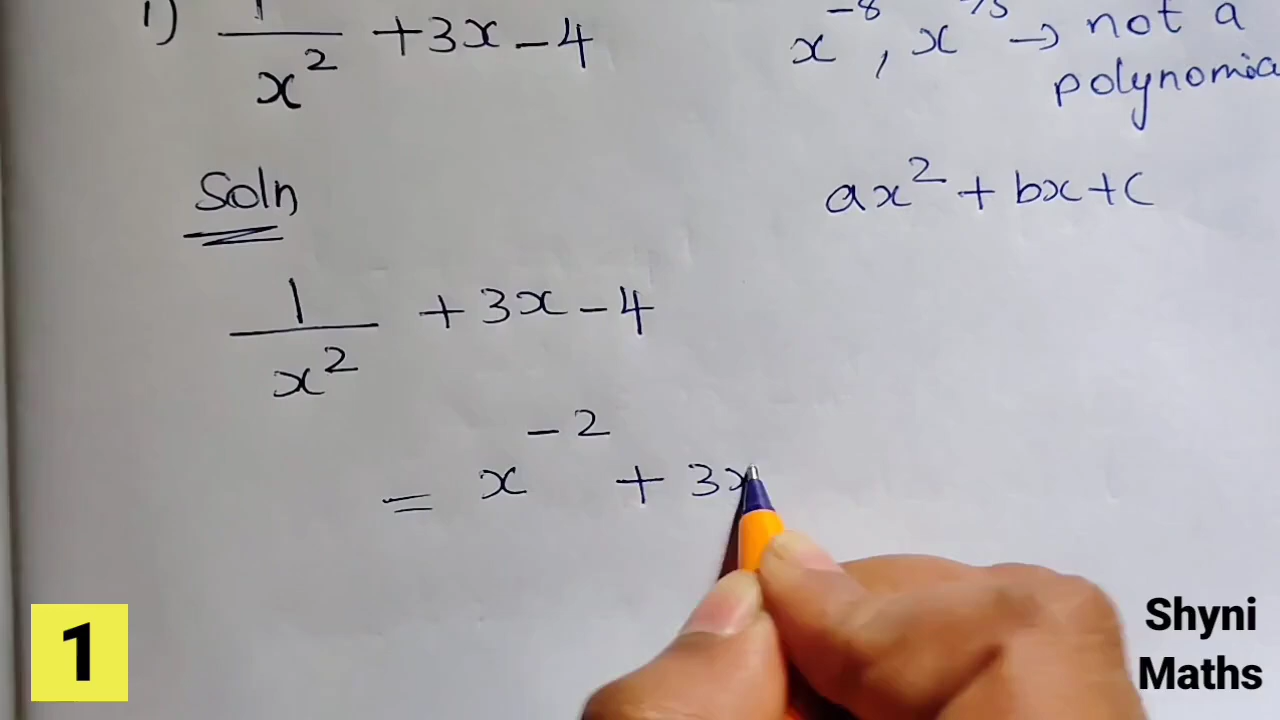 1) 1/x² + 3x - 4
x⁻⁸, x → not a
polynomia
Soln
ax² + bx + c
1/x² + 3x - 4
= x⁻² + 3x
1
Shyni
Maths